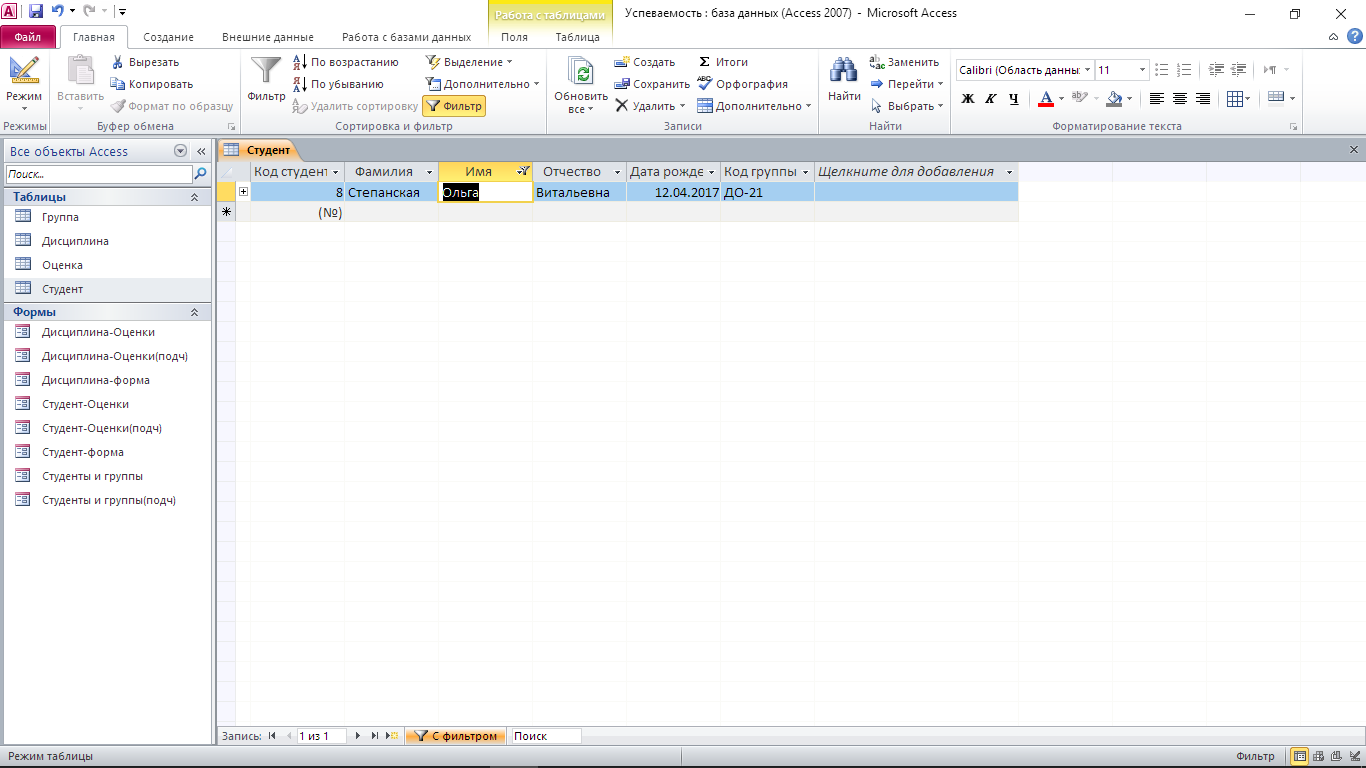 Работа с таблицами
Успеваемость : база данных (Access 2007) - Microsoft Access
Файл Главная Создание Внешние данные Работа с базами данных Поля Таблица
Режим
Режимы
Вставить
Вырезать
Копировать
Формат по образцу
Буфер обмена
Фильтр
По возрастанию
По убыванию
Удалить сортировку
Выделение
Дополнительно
Фильтр
Сортировка и фильтр
Обновить
все
Создать
Сохранить
Удалить
Итоги
Орфография
Дополнительно
Записи
Найти
Заменить
Перейти
Выбрать
Найти
Calibri (Область данны: 11
Ж К Ч А ab
Форматирование текста
Все объекты Access
Поиск...
Таблицы
Группа
Дисциплина
Оценка
Студент
Формы
Дисциплина-Оценки
Дисциплина-Оценки(подч)
Дисциплина-форма
Студент-Оценки
Студент-Оценки(подч)
Студент-форма
Студенты и группы
Студенты и группы(подч)
Студент
Код студент Фамилия Имя Отчество Дата рожде Код группы Щелкните для добавления
8 Степанская Ольга Витальевна 12.04.2017 ДО-21
(№)
Запись: 1 из 1 С фильтром Поиск
Режим таблицы Фильтр